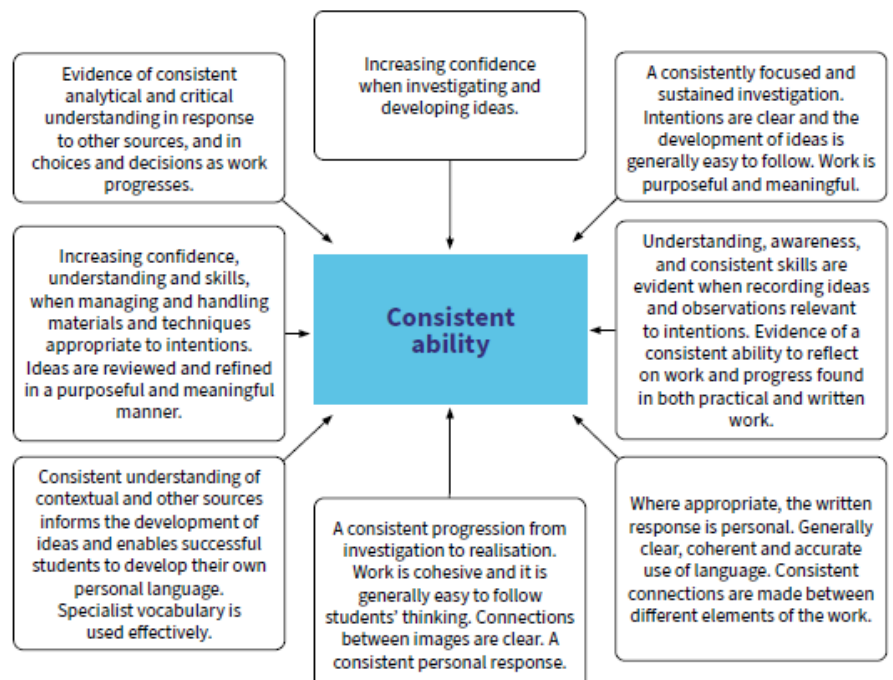 Evidence of consistent
analytical and critical
understanding in response
to other sources, and in
choices and decisions as work
progresses.
Increasing confidence
when investigating and
developing ideas.
A consistently focused and
sustained investigation.
Intentions are clear and the
development of ideas is
generally easy to follow. Work is
purposeful and meaningful.
Increasing confidence,
understanding and skills,
when managing and handling
materials and techniques
appropriate to intentions.
Ideas are reviewed and refined
in a purposeful and meaningful
manner.
Consistent
ability
Understanding, awareness,
and consistent skills are
evident when recording ideas
and observations relevant
to intentions. Evidence of a
consistent ability to reflect
on work and progress found
in both practical and written
work.
Consistent understanding of
contextual and other sources
informs the development of
ideas and enables successful
students to develop their own
personal language.
Specialist vocabulary is
used effectively.
A consistent progression from
investigation to realisation.
Work is cohesive and it is
generally easy to follow
students’ thinking. Connections
between images are clear. A
consistent personal response.
Where appropriate, the written
response is personal. Generally
clear, coherent and accurate
use of language. Consistent
connections are made between
different elements of the work.